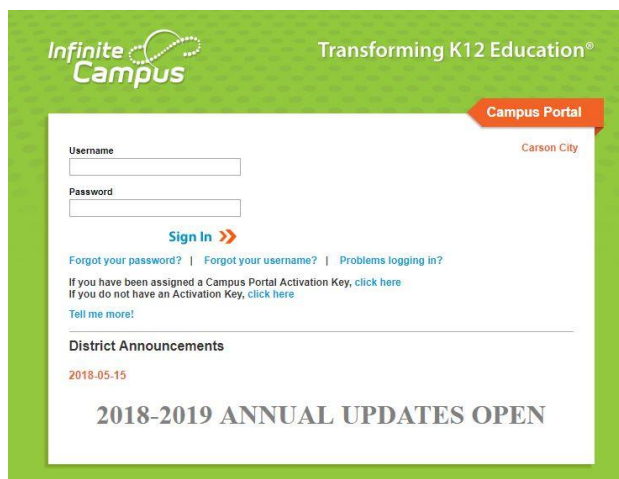 Infinite
Campus
Transforming K12 Education®
Campus Portal
Carson City
Username
Password
Sign In
Forgot your password? | Forgot your username? | Problems logging in?
If you have been assigned a Campus Portal Activation Key, click here
If you do not have an Activation Key, click here
Tell me more!
District Announcements
2018-05-15
2018-2019 ANNUAL UPDATES OPEN